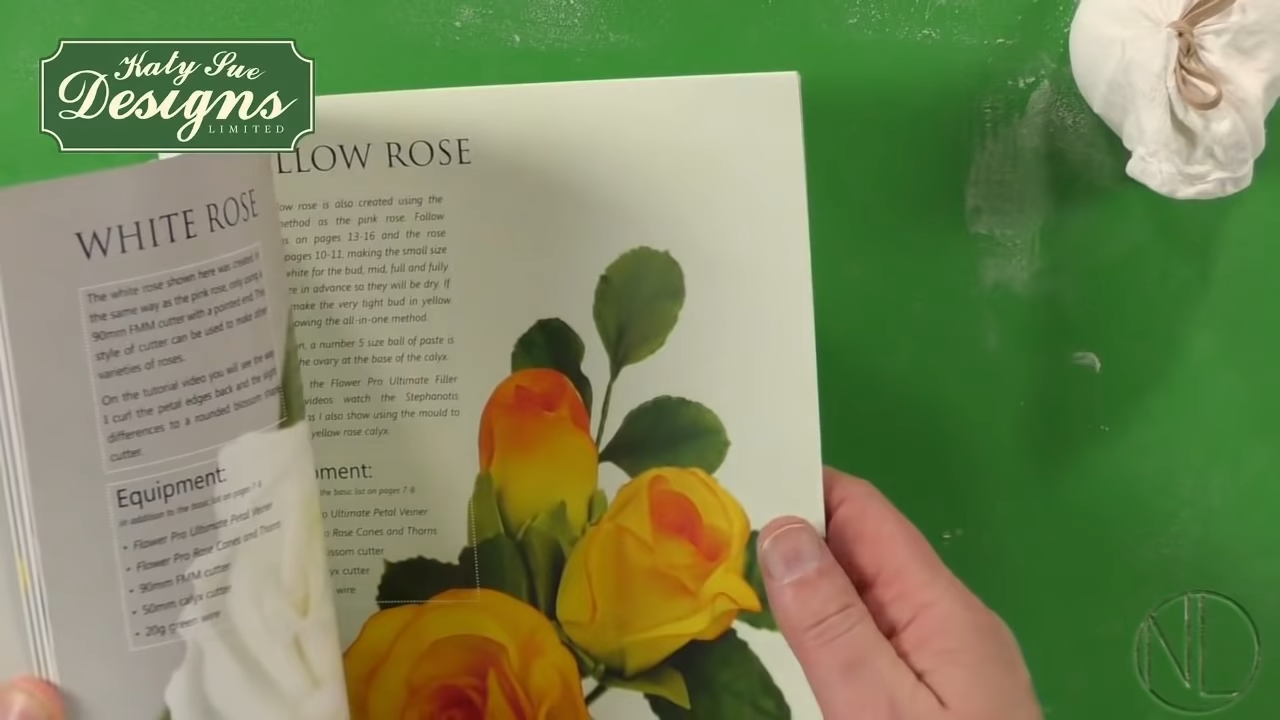 Katy Sue
Designs
LIMITED
WHITE ROSE
The white rose shown here was created in
the same way as the pink rose, only using a
90mm FMM cutter with a pointed end. This
style of cutter can be used to make other
varieties of roses.
On the tutorial video you will see the way
I curl the petal edges back and the slight
differences to a rounded blossom shape
cutter.
Equipment:
in addition to the basic list on pages 7-8
• Flower Pro Ultimate Petal Veiner
• Flower Pro Rose Cones and Thorns
• 90mm FMM cutter
• 50mm calyx cutter
• 20g green wire
LLOW ROSE
low rose is also created using the
method as the pink rose. Follow
on pages 13-16 and the rose
pages 10-11, making the small size
white for the bud, mid, full and fully
in advance so they will be dry. If
make the very tight bud in yellow
owing the all-in-one method.
a number 5 size ball of paste is
he ovary at the base of the calyx.
the Flower Pro Ultimate Filler
videos watch the Stephanotis
as I also show using the mould to
yellow rose calyx.
pment:
the basic list on pages 7-8
o Ultimate Petal Veiner
o Rose Cones and Thorns
ossom cutter
yx cutter
wire
NL